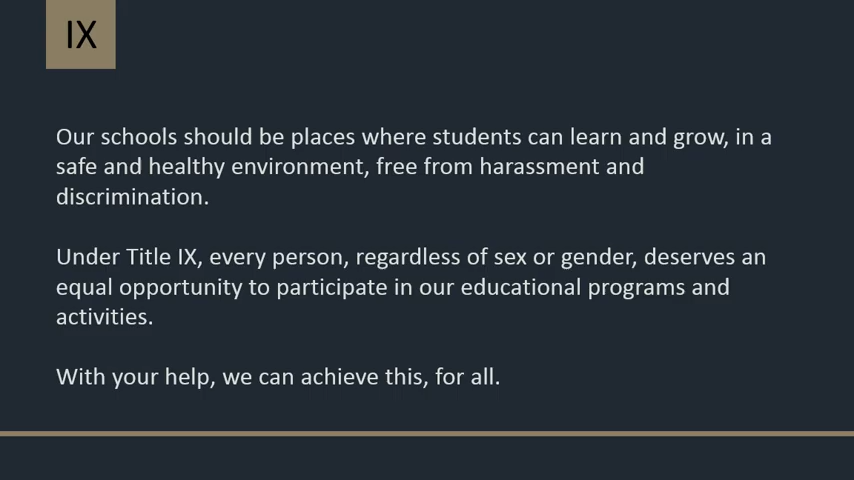 IX
Our schools should be places where students can learn and grow, in a
safe and healthy environment, free from harassment and
discrimination.
Under Title IX, every person, regardless of sex or gender, deserves an
equal opportunity to participate in our educational programs and
activities.
With your help, we can achieve this, for all.